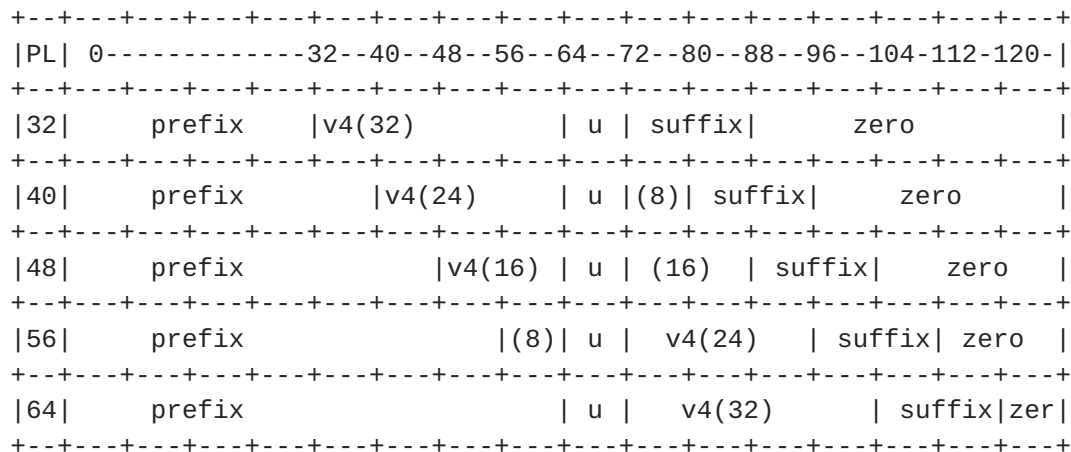 +--+---+---+---+---+---+---+---+---+---+---+---+---+---+---+---+---+
|PL| 0-------------32--40--48--56--64--72--80--88--96--104-112-120-|
+--+---+---+---+---+---+---+---+---+---+---+---+---+---+---+---+---+
|32|     prefix    |v4(32)         | u | suffix|      zero         |
+--+---+---+---+---+---+---+---+---+---+---+---+---+---+---+---+---+
|40|     prefix        |v4(24)     | u |(8)| suffix|     zero      |
+--+---+---+---+---+---+---+---+---+---+---+---+---+---+---+---+---+
|48|     prefix            |v4(16) | u | (16)  | suffix|    zero   |
+--+---+---+---+---+---+---+---+---+---+---+---+---+---+---+---+---+
|56|     prefix                |(8)| u |  v4(24)   | suffix| zero  |
+--+---+---+---+---+---+---+---+---+---+---+---+---+---+---+---+---+
|64|     prefix                    | u |   v4(32)      | suffix|zer|
+--+---+---+---+---+---+---+---+---+---+---+---+---+---+---+---+---+